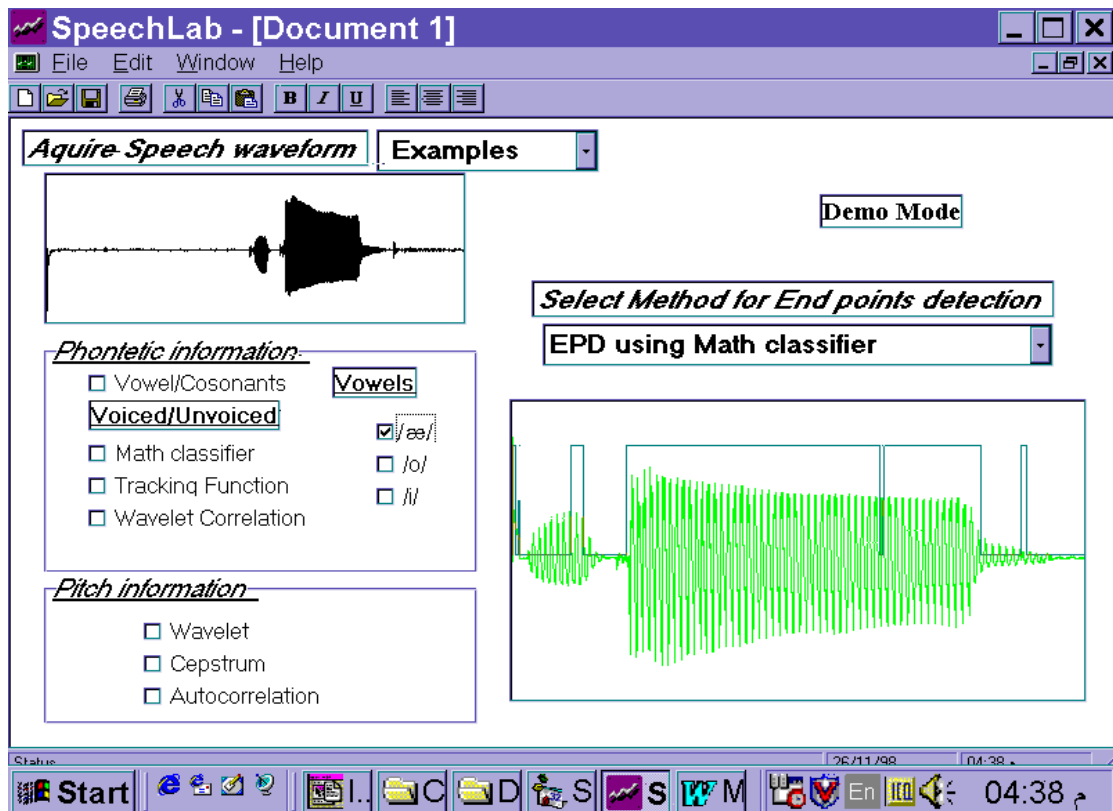 SpeechLab - [Document 1]
File Edit Window Help
B I U
Aquire Speech waveform Examples
Demo Mode
Select Method for End points detection
EPD using Math classifier
Phontetic information
Vowel/Cosonants Vowels
Voiced/Unvoiced
/æ/
Math classifier
/o/
Tracking Function
/i/
Wavelet Correlation
Pitch information
Wavelet
Cepstrum
Autocorrelation
Status 26/11/98 04:38 م
Start I.. C D S S M En 04:38 م